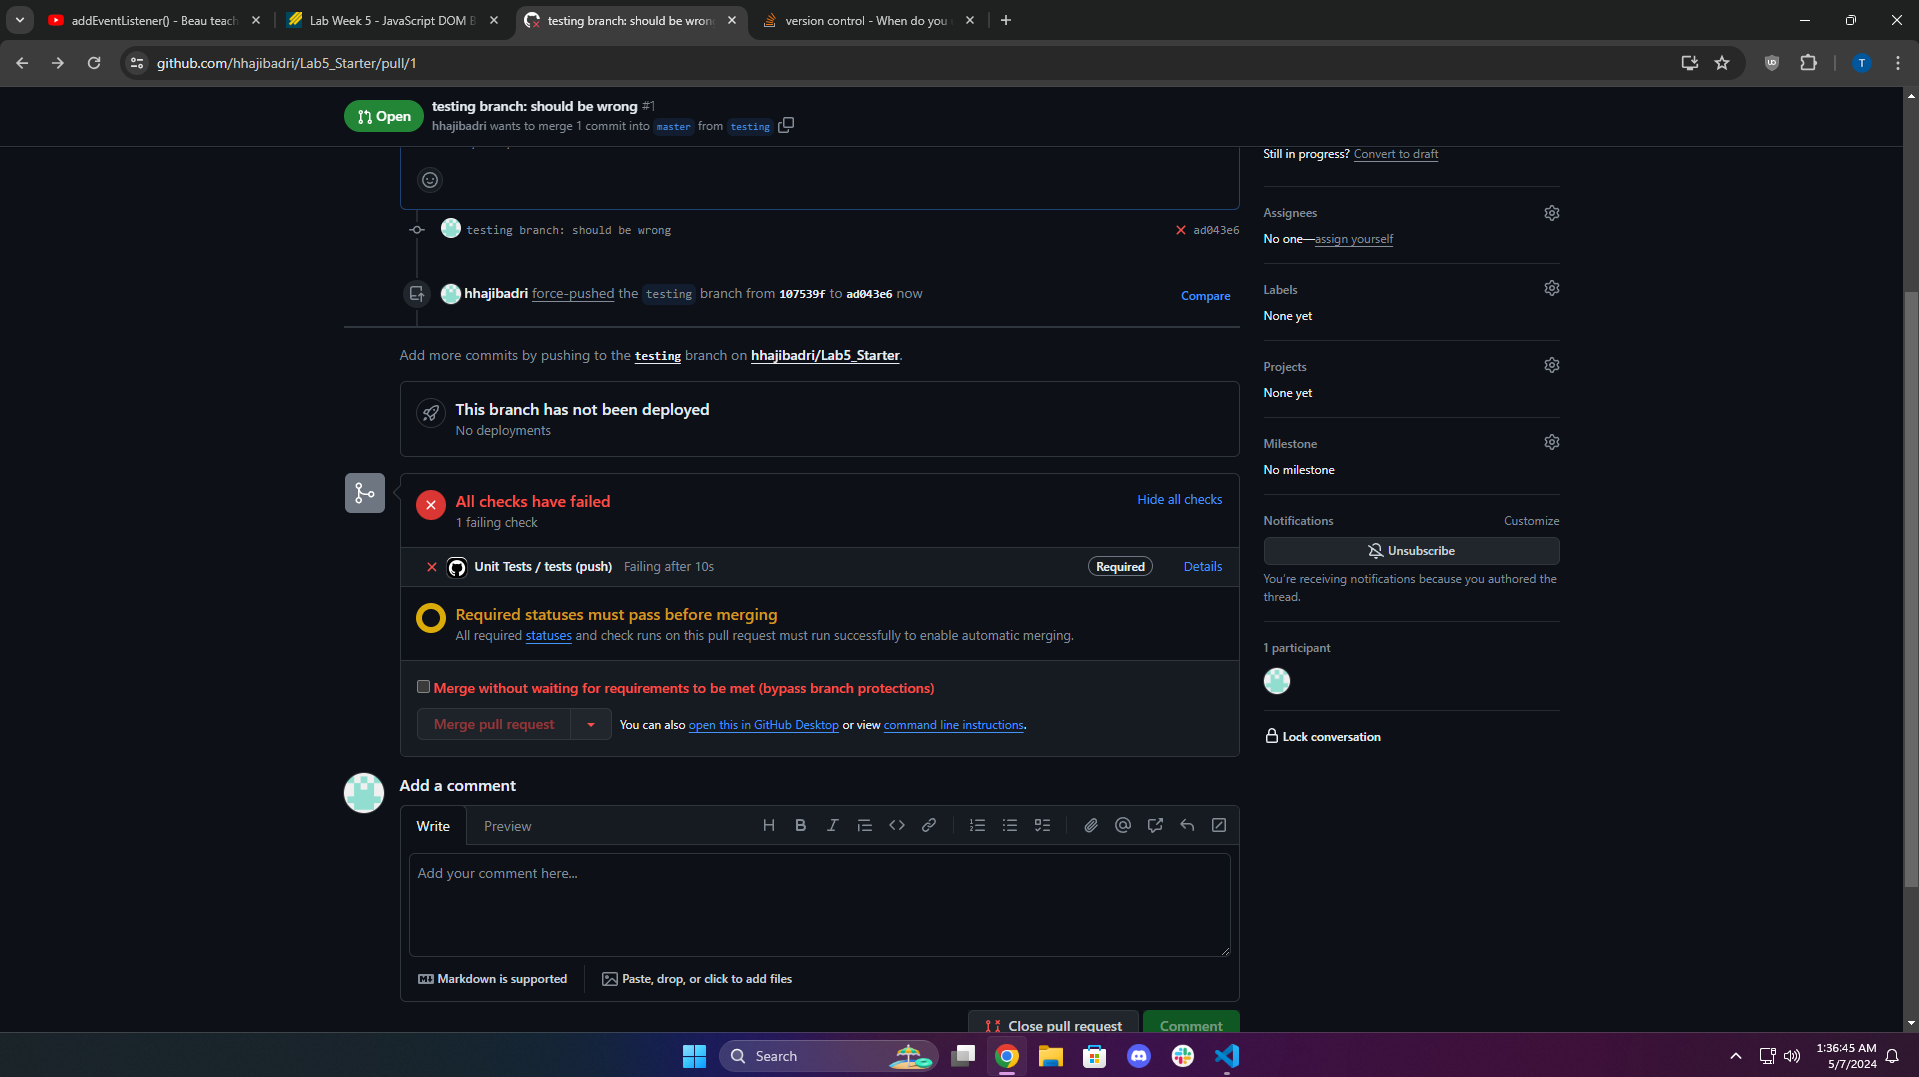 addEventListener() - Beau teach
Lab Week 5 - JavaScript DOM B
testing branch: should be wron
version control - When do you
github.com/hhajibadri/Lab5_Starter/pull/1
T
Open
testing branch: should be wrong #1
hhajibadri wants to merge 1 commit into master from testing
Still in progress? Convert to draft
testing branch: should be wrong
ad043e6
hhajibadri force-pushed the testing branch from 107539f to ad043e6 now
Compare
Add more commits by pushing to the testing branch on hhajibadri/Lab5_Starter.
This branch has not been deployed
No deployments
All checks have failed
1 failing check
Hide all checks
Unit Tests / tests (push) Failing after 10s
Required
Details
Required statuses must pass before merging
All required statuses and check runs on this pull request must run successfully to enable automatic merging.
Merge without waiting for requirements to be met (bypass branch protections)
Merge pull request
You can also open this in GitHub Desktop or view command line instructions.
Add a comment
Write
Preview
Add your comment here...
Markdown is supported
Paste, drop, or click to add files
Close pull request
Comment
Assignees
No one—assign yourself
Labels
None yet
Projects
None yet
Milestone
No milestone
Notifications
Customize
Unsubscribe
You're receiving notifications because you authored the
thread.
1 participant
Lock conversation
Search
1:36:45 AM
5/7/2024